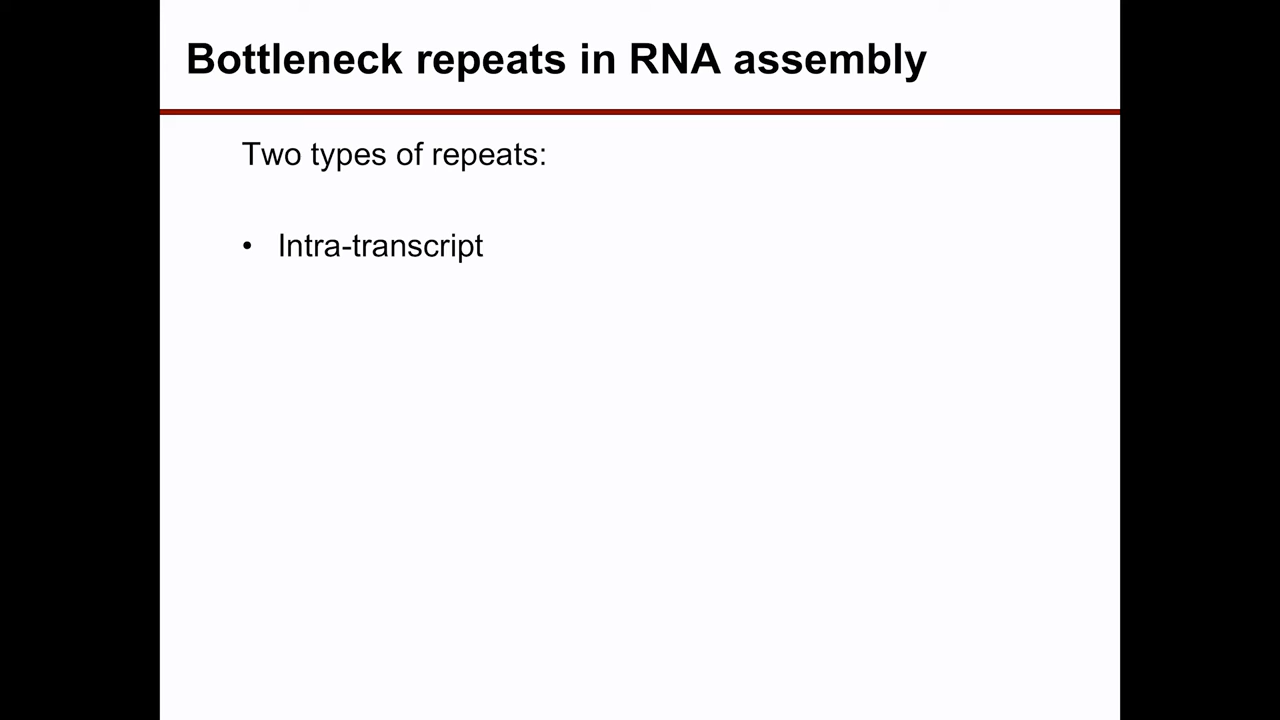 Bottleneck repeats in RNA assembly
Two types of repeats:
• Intra-transcript